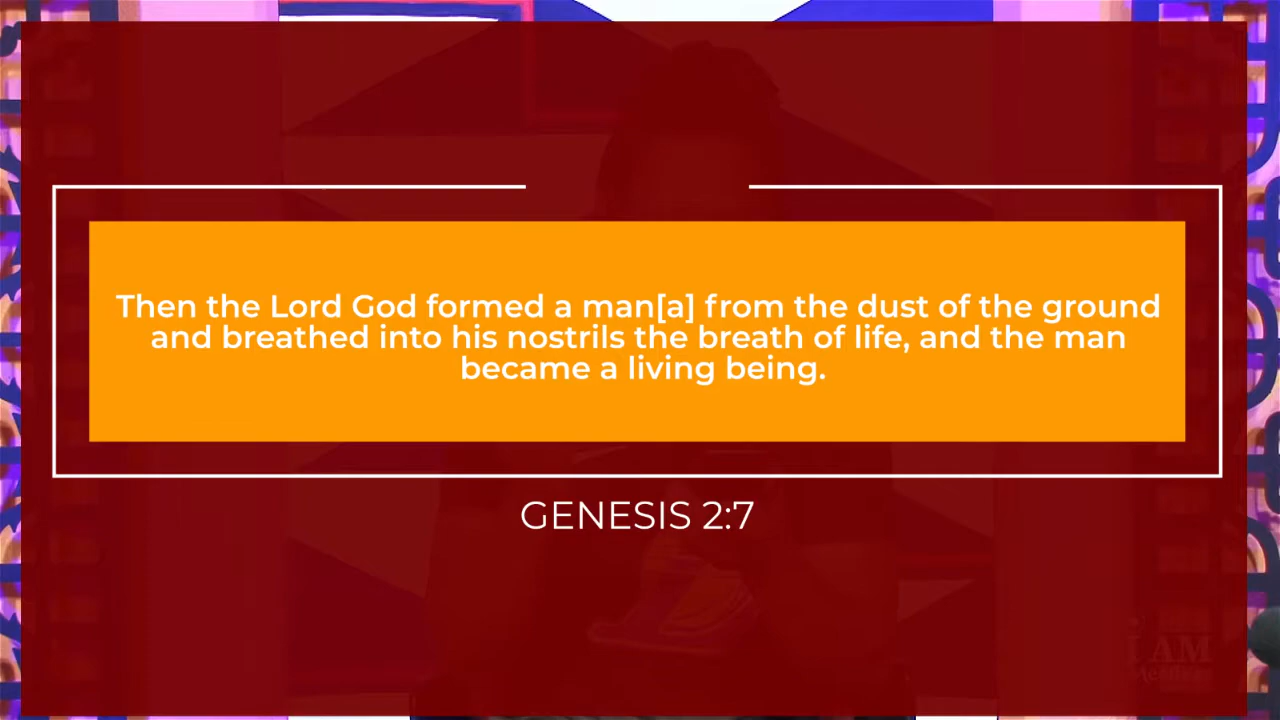 Then the Lord God formed a man[a] from the dust of the ground
and breathed into his nostrils the breath of life, and the man
became a living being.
GENESIS 2:7
I AM